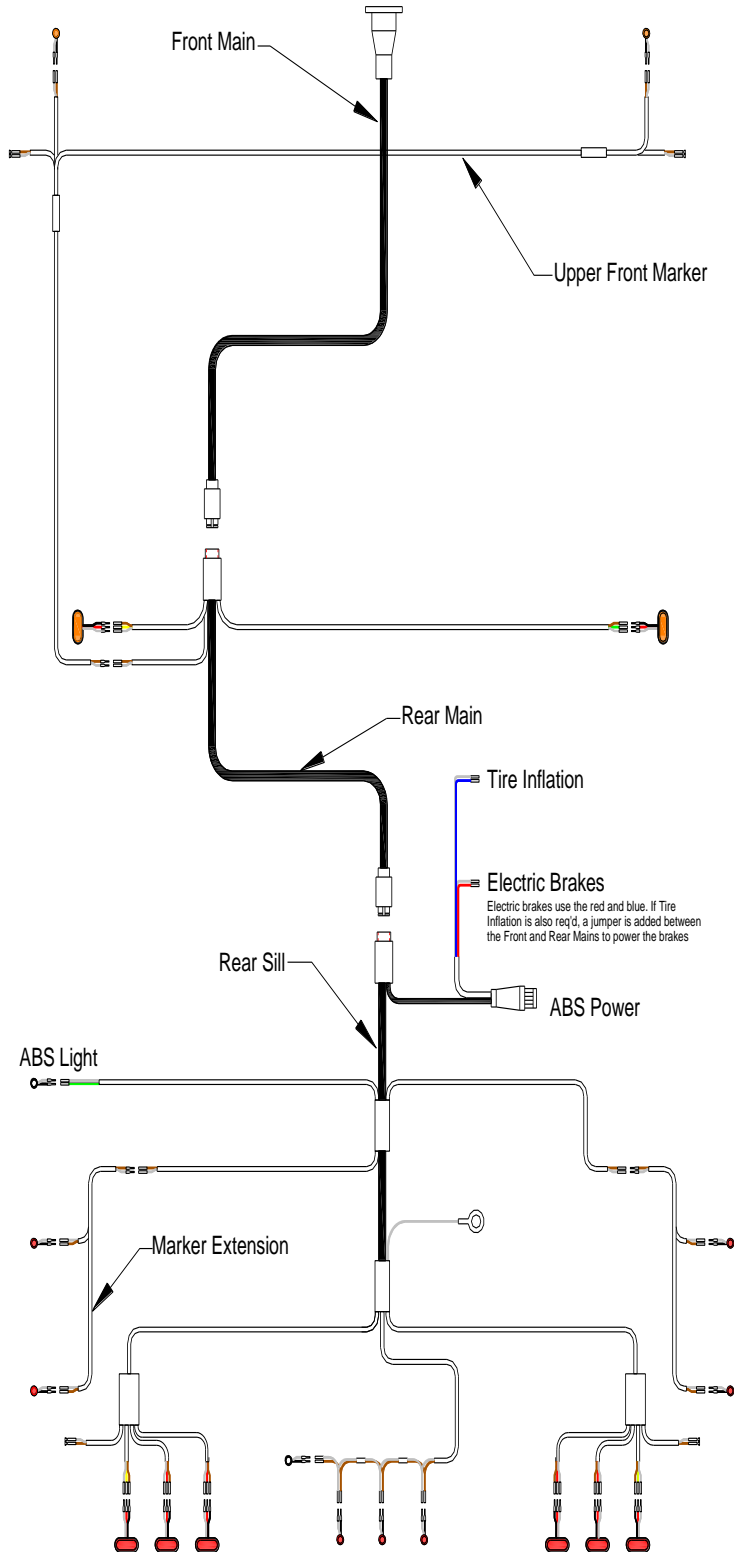 Front Main
Upper Front Marker
Rear Main
Tire Inflation
Electric Brakes
Electric brakes use the red and blue. If Tire
Inflation is also req'd, a jumper is added between
the Front and Rear Mains to power the brakes
Rear Sill
ABS Power
ABS Light
Marker Extension